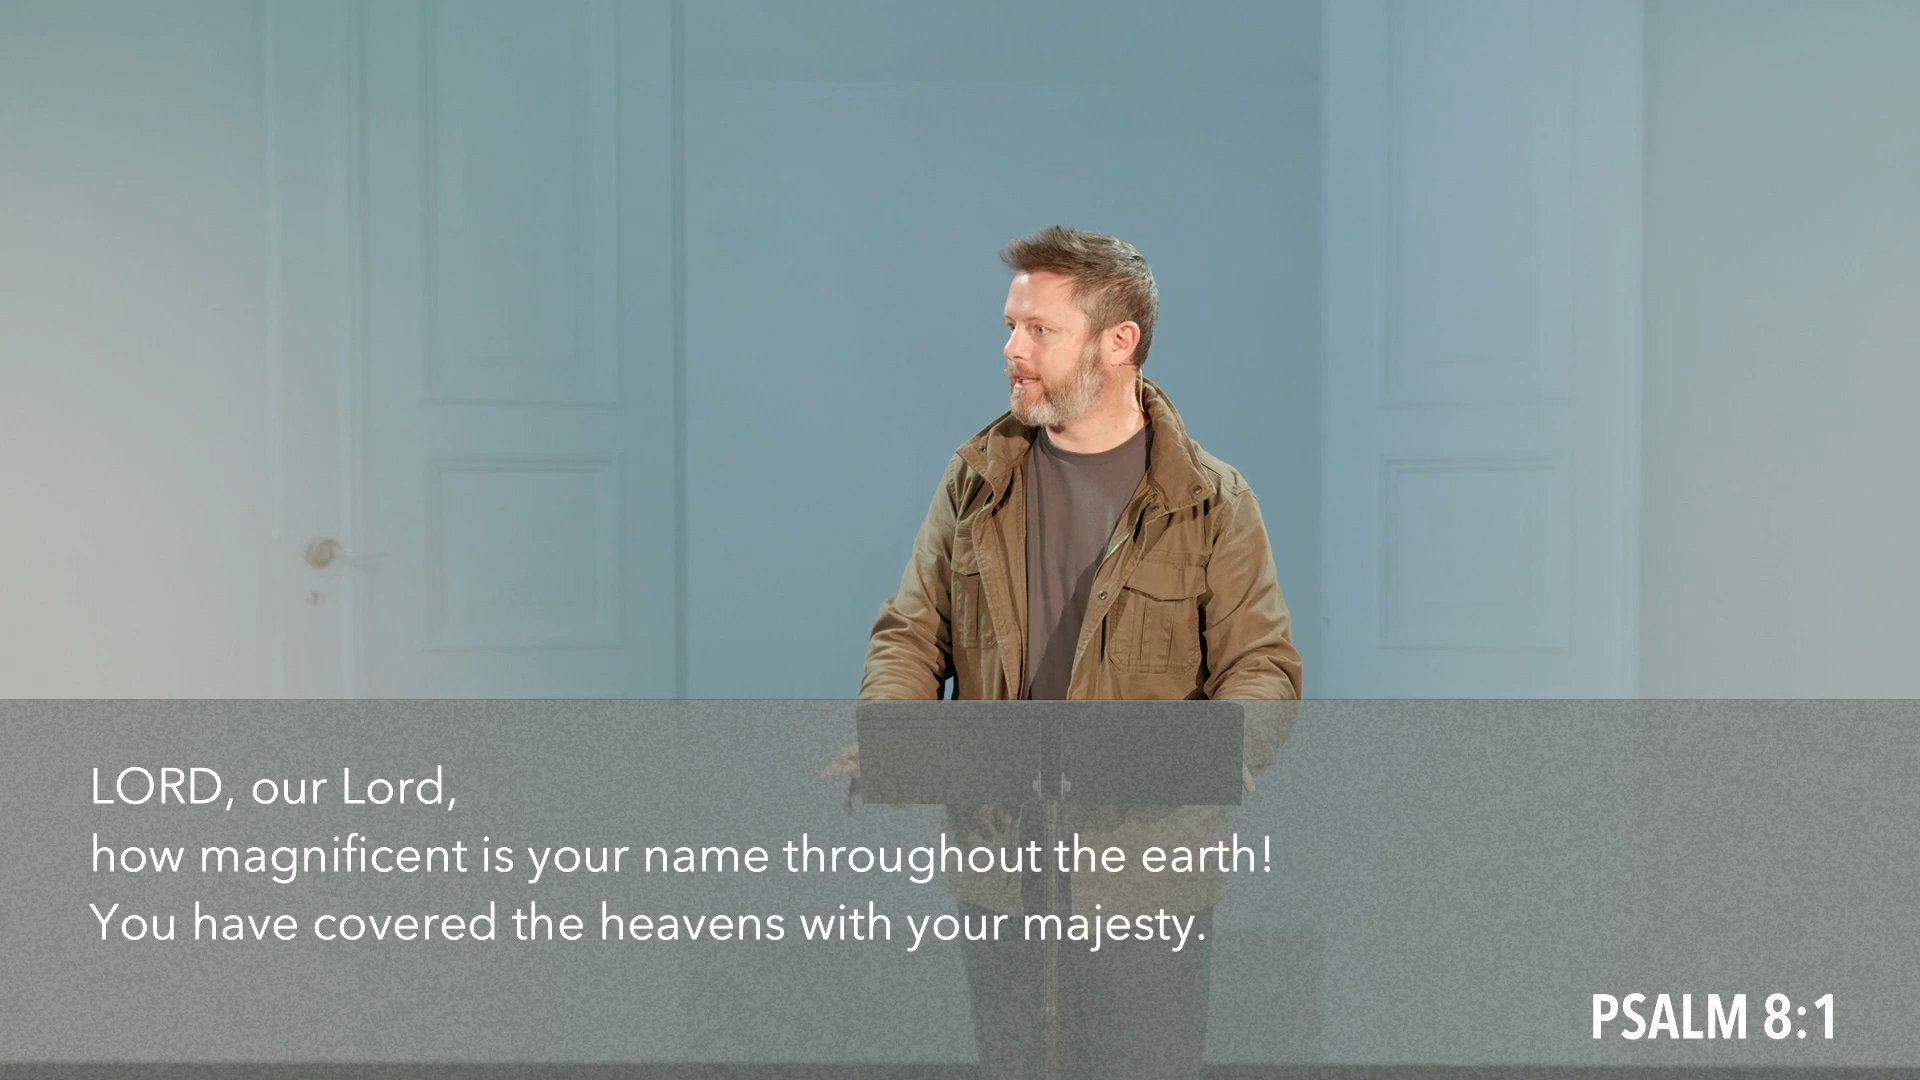 LORD, our Lord,
how magnificent is your name throughout the earth!
You have covered the heavens with your majesty.
PSALM 8:1